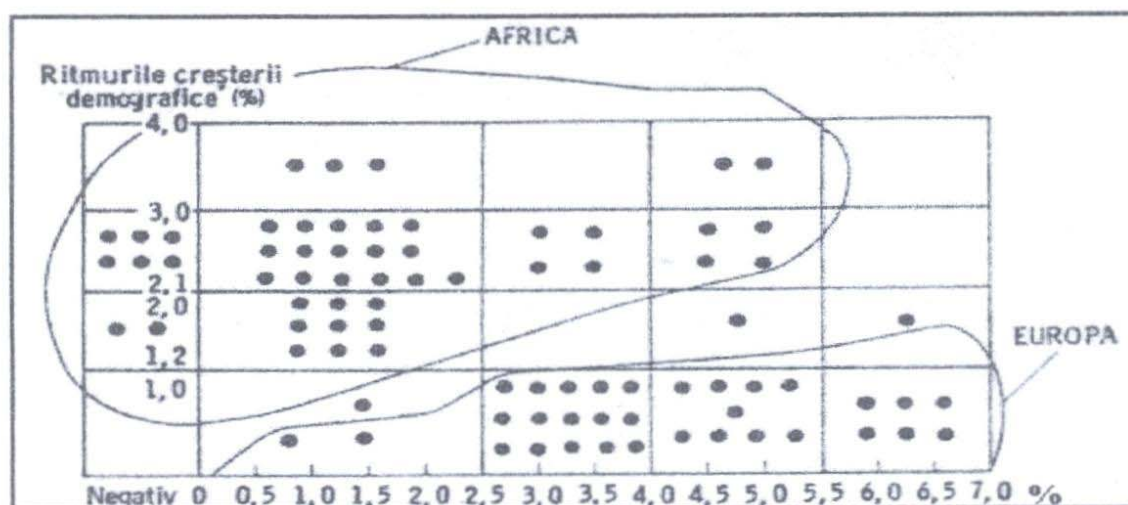 AFRICA
Ritmurile creşterii
demografice (%)
4,0
3,0
2,1
2,0
1,2
1,0
EUROPA
Negativ 0 0,5 1,0 1,5 2,0 2,5 3,0 3,5 4,0 4,5 5,0 5,5 6,0 6,5 7,0 %